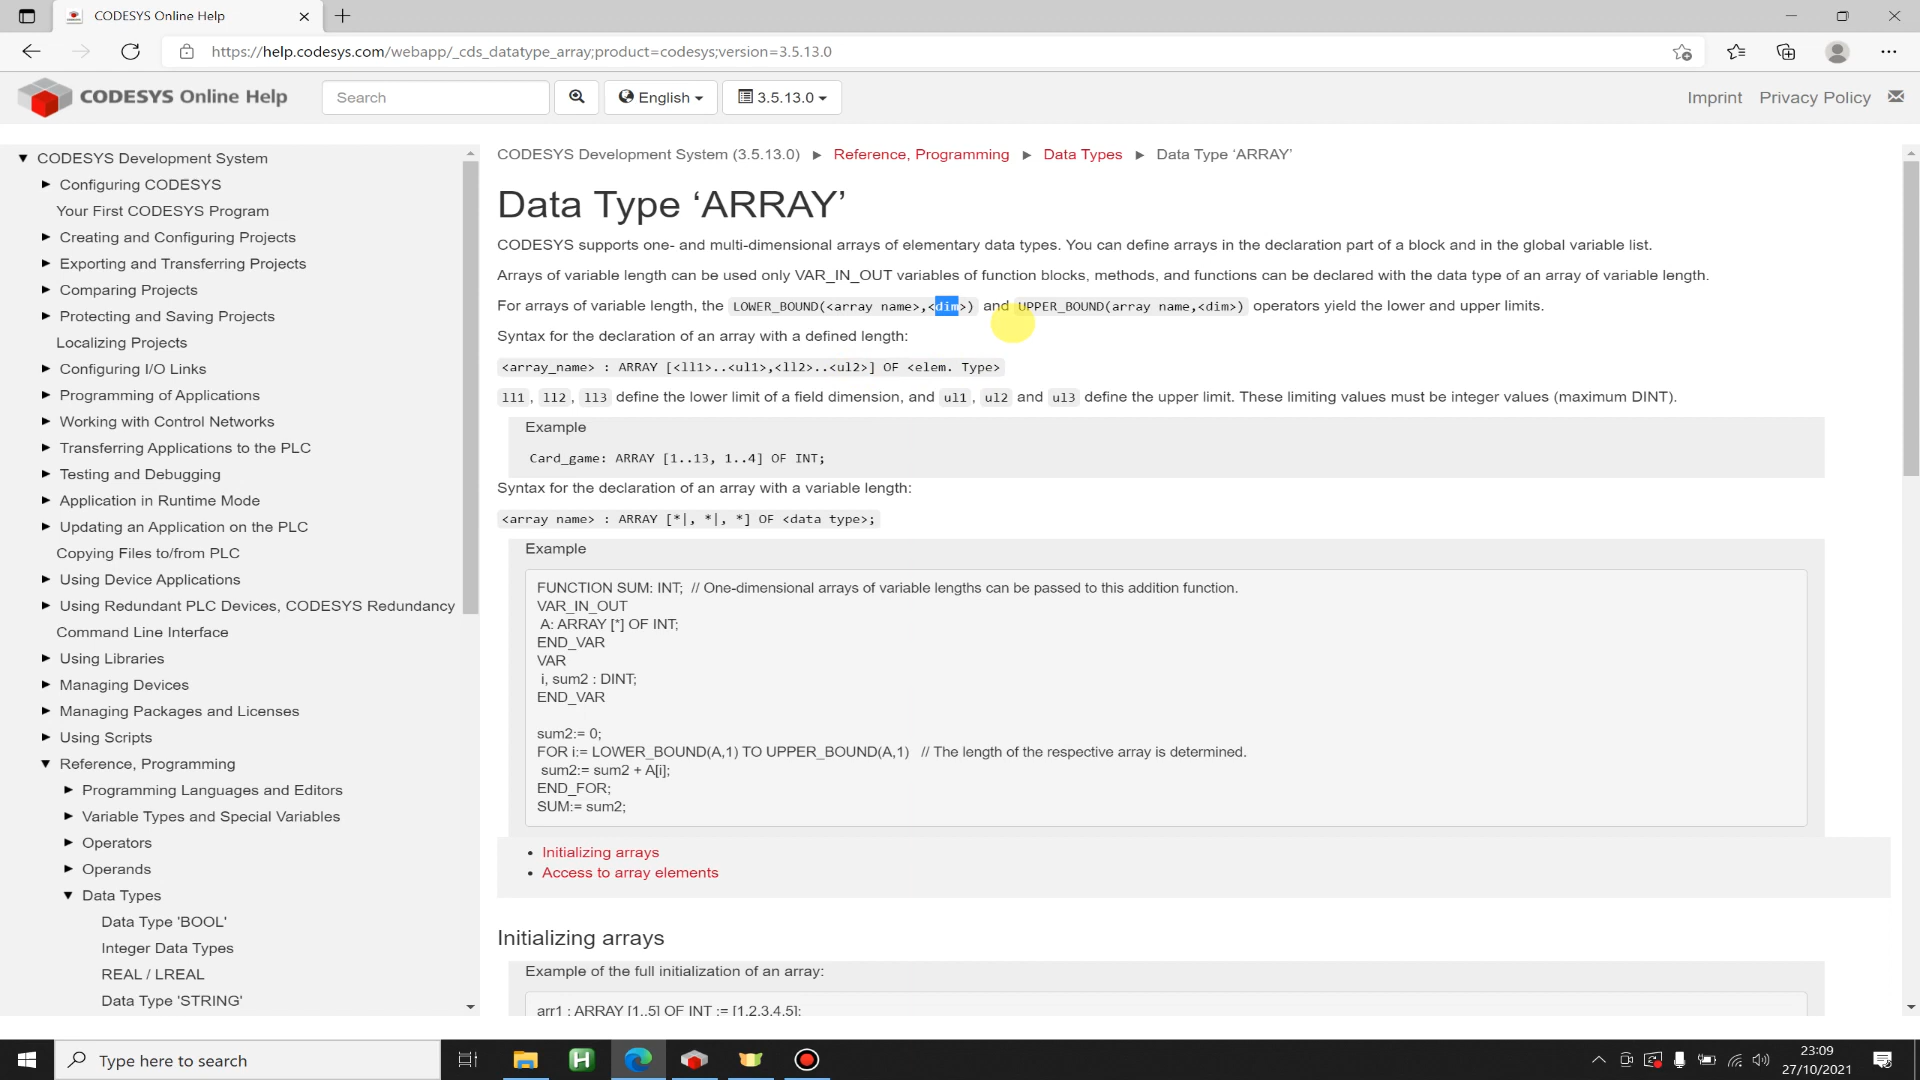 CODESYS Online Help
https://help.codesys.com/webapp/_cds_datatype_array;product=codesys;version=3.5.13.0
CODESYS Online Help
Search
English
3.5.13.0
Imprint
Privacy Policy
CODESYS Development System
Configuring CODESYS
Your First CODESYS Program
Creating and Configuring Projects
Exporting and Transferring Projects
Comparing Projects
Protecting and Saving Projects
Localizing Projects
Configuring I/O Links
Programming of Applications
Working with Control Networks
Transferring Applications to the PLC
Testing and Debugging
Application in Runtime Mode
Updating an Application on the PLC
Copying Files to/from PLC
Using Device Applications
Using Redundant PLC Devices, CODESYS Redundancy
Command Line Interface
Using Libraries
Managing Devices
Managing Packages and Licenses
Using Scripts
Reference, Programming
Programming Languages and Editors
Variable Types and Special Variables
Operators
Operands
Data Types
Data Type 'BOOL'
Integer Data Types
REAL / LREAL
Data Type 'STRING'
CODESYS Development System (3.5.13.0) ► Reference, Programming ► Data Types ► Data Type ‘ARRAY’
Data Type ‘ARRAY’
CODESYS supports one- and multi-dimensional arrays of elementary data types. You can define arrays in the declaration part of a block and in the global variable list.
Arrays of variable length can be used only VAR_IN_OUT variables of function blocks, methods, and functions can be declared with the data type of an array of variable length.
For arrays of variable length, the LOWER_BOUND(<array name>,<dim>) and UPPER_BOUND(array name,<dim>) operators yield the lower and upper limits.
Syntax for the declaration of an array with a defined length:
<array_name> : ARRAY [<ll1>..<ul1>,<ll2>..<ul2>] OF <elem. Type>
ll1, ll2, ll3 define the lower limit of a field dimension, and ul1, ul2 and ul3 define the upper limit. These limiting values must be integer values (maximum DINT).
Example
Card_game: ARRAY [1..13, 1..4] OF INT;
Syntax for the declaration of an array with a variable length:
<array name> : ARRAY [*|, *|, *] OF <data type>;
Example
FUNCTION SUM: INT; // One-dimensional arrays of variable lengths can be passed to this addition function.
VAR_IN_OUT
A: ARRAY [*] OF INT;
END_VAR
VAR
i, sum2 : DINT;
END_VAR
sum2:= 0;
FOR i:= LOWER_BOUND(A,1) TO UPPER_BOUND(A,1) // The length of the respective array is determined.
sum2:= sum2 + A[i];
END_FOR;
SUM:= sum2;
• Initializing arrays
• Access to array elements
Initializing arrays
Example of the full initialization of an array:
arr1 : ARRAY [1..5] OF INT := [1,2,3,4,5];
Type here to search
H
23:09
27/10/2021